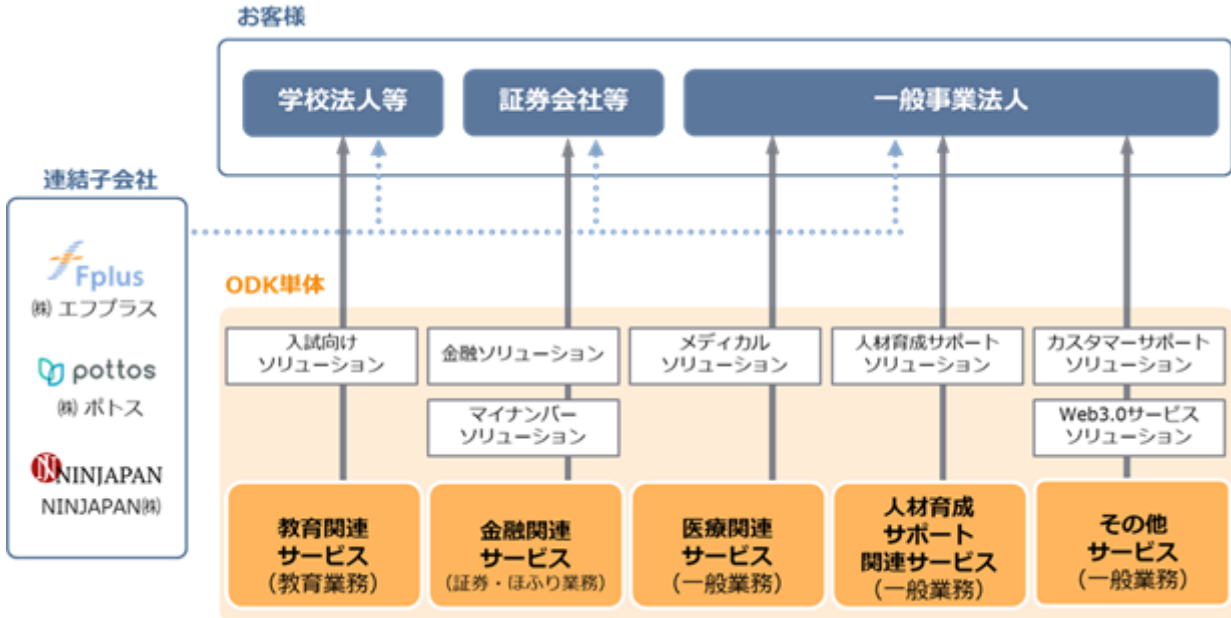 お客様
学校法人等
証券会社等
一般事業法人
連結子会社
Fplus
㈱ エフプラス
pottos
㈱ ポトス
NINJAPAN
NINJAPAN㈱
ODK単体
入試向け
ソリューション
金融ソリューション
マイナンバー
ソリューション
メディカル
ソリューション
人材育成サポート
ソリューション
カスタマーサポート
ソリューション
Web3.0サービス
ソリューション
教育関連
サービス
(教育業務)
金融関連
サービス
(証券・ほふり業務)
医療関連
サービス
(一般業務)
人材育成
サポート
関連サービス
(一般業務)
その他
サービス
(一般業務)